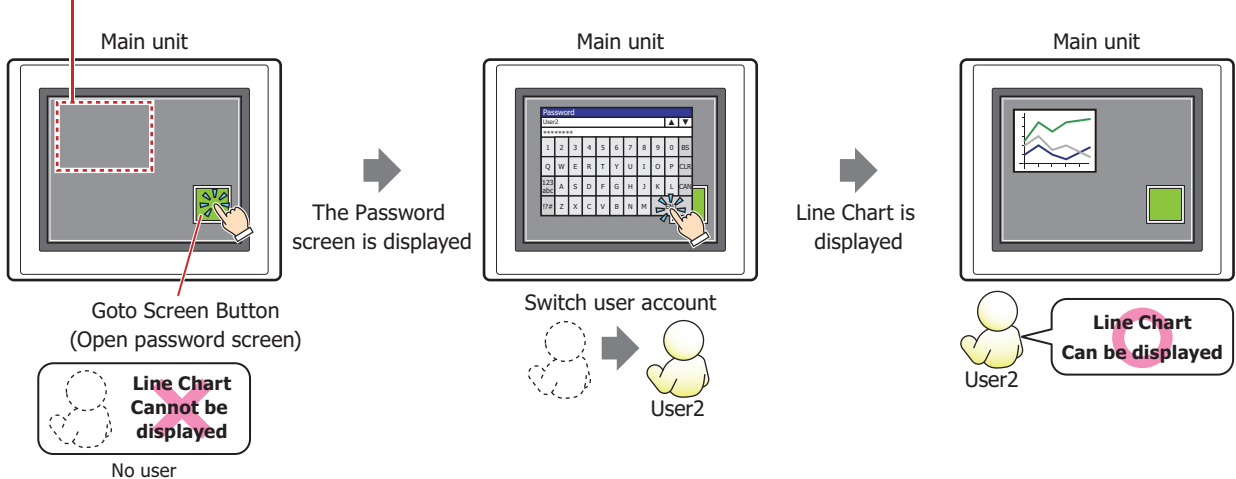 Main unit
Main unit
Main unit
Password
User2
▲ ▼
********
1 2 3 4 5 6 7 8 9 0 BS
Q W E R T Y U I O P CLR
123 abc A S D F G H J K L CAN
!?# Z X C V B N M
The Password
screen is displayed
Line Chart is
displayed
Goto Screen Button
(Open password screen)
Switch user account
Line Chart
Cannot be
displayed
No user
User2
Line Chart
Can be displayed
User2